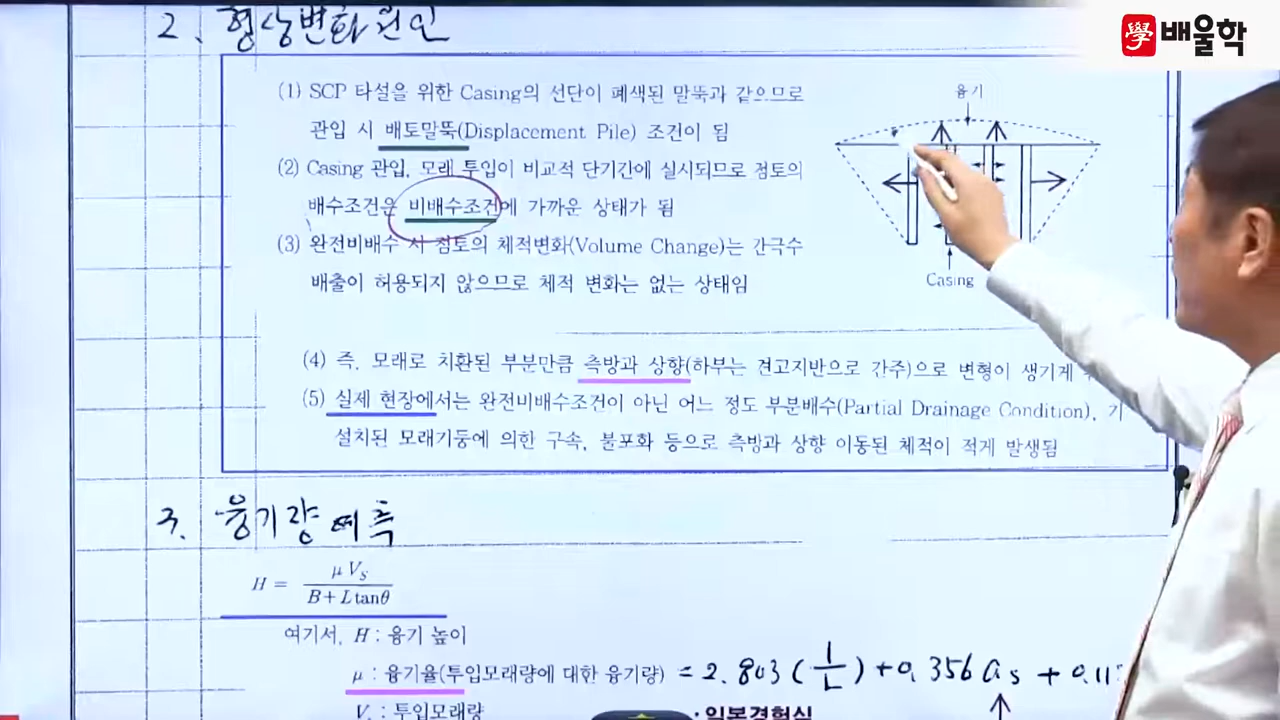 學 배울학
2. 형상변화 원인
(1) SCP 타설을 위한 Casing의 선단이 폐색된 말뚝과 같으므로
관입 시 배토말뚝(Displacement Pile) 조건이 됨
(2) Casing 관입, 모래 투입이 비교적 단기간에 실시되므로 점토의
배수조건은 비배수조건에 가까운 상태가 됨
(3) 완전비배수 시 점토의 체적변화(Volume Change)는 간극수
배출이 허용되지 않으므로 체적 변화는 없는 상태임
융기
Casing
(4) 즉, 모래로 치환된 부분만큼 측방과 상향(하부는 견고지반으로 간주)으로 변형이 생기게
(5) 실제 현장에서는 완전비배수조건이 아닌 어느 정도 부분배수(Partial Drainage Condition), 기
설치된 모래기둥에 의한 구속, 불포화 등으로 측방과 상향 이동된 체적이 적게 발생됨
3. 융기량 예측
H = μVs / B+Ltanθ
여기서, H : 융기 높이
μ : 융기율(투입모래량에 대한 융기량) = 2.803(1/L) + 0.356as + 0.11
V : 투입모래량
: 일본경험식